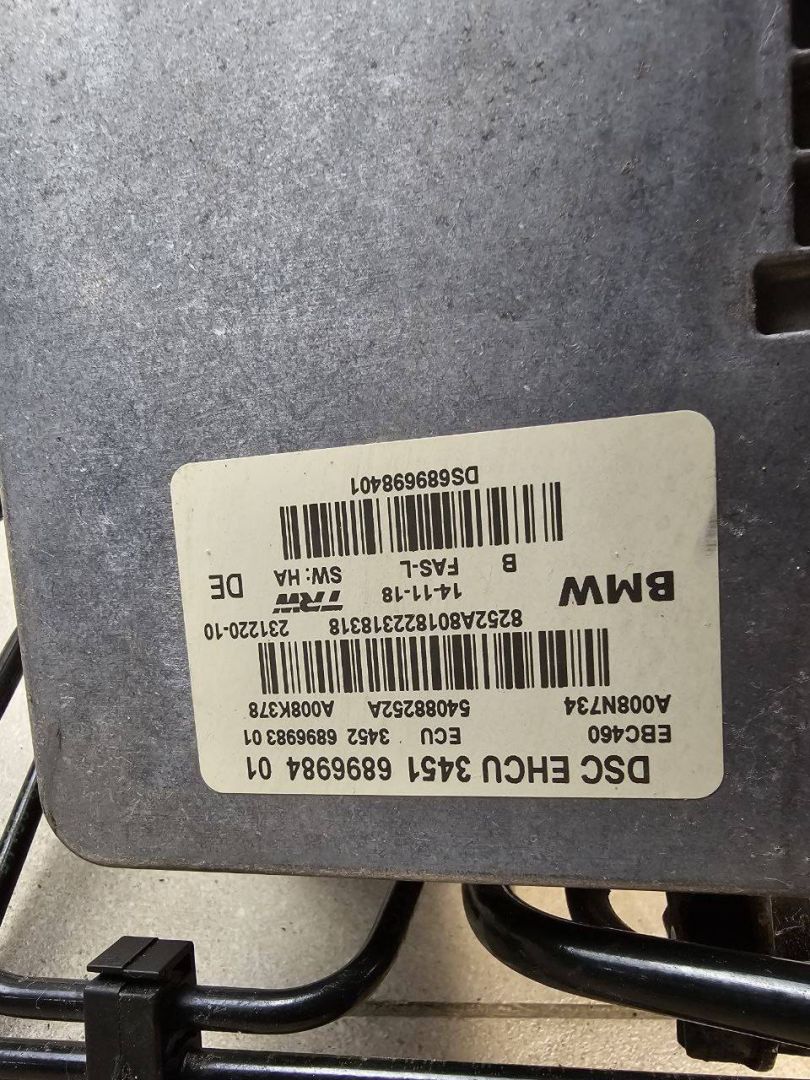 DSC EHCU 3451 6896984 01
EBC460 ECU 3452 6896983 01
A008N734 54088252A A008K378
8252A801822318318 231220-10
BMW 14-11-18 TRW DE
B FAS-L SW: HA
DS689698401